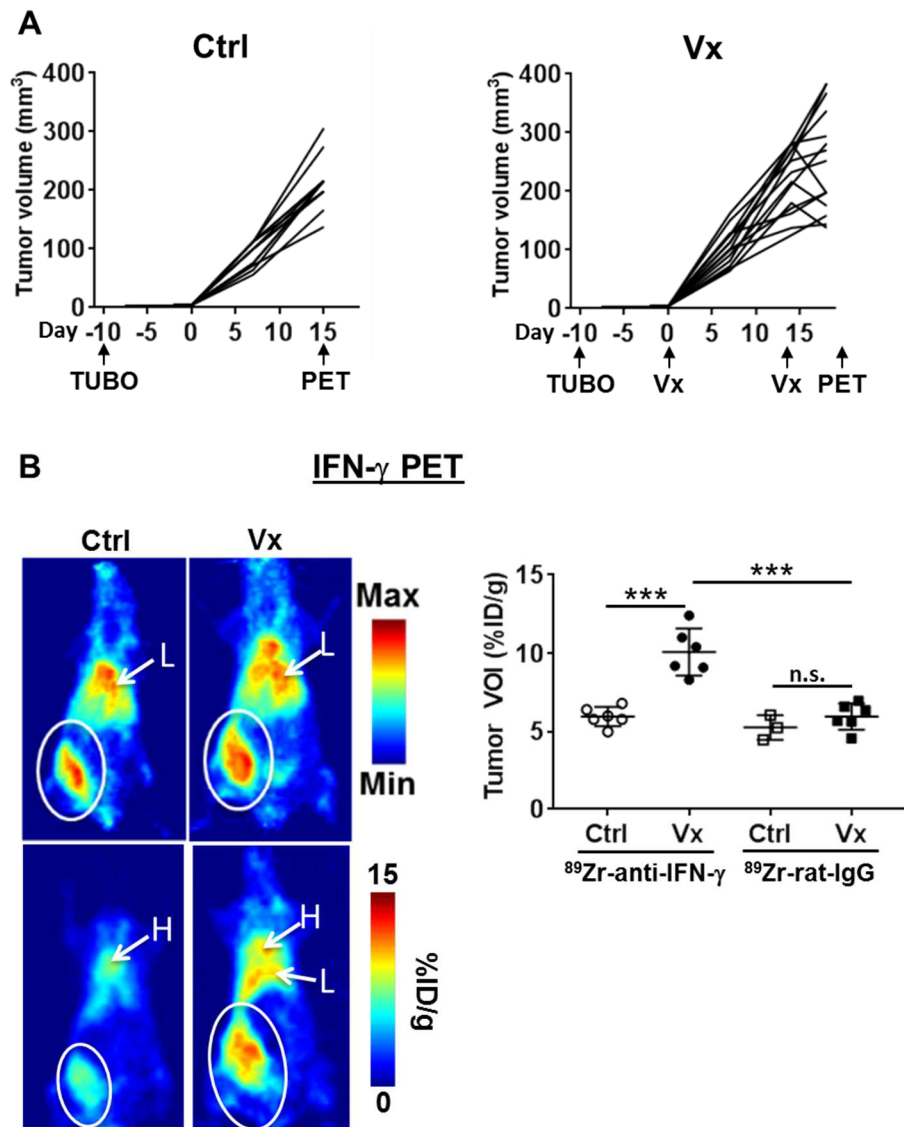 A
Ctrl
Vx
Tumor volume (mm³)
400
300
200
100
0
Day -10 -5 0 5 10 15
TUBO PET
Tumor volume (mm³)
400
300
200
100
0
Day -10 -5 0 5 10 15
TUBO Vx Vx PET
B
IFN-γ PET
Ctrl Vx
L
L
Max
Min
H
H
L
15
%ID/g
0
Tumor VOI (%ID/g)
15
10
5
0
***
***
n.s.
Ctrl Vx Ctrl Vx
⁸⁹Zr-anti-IFN-γ ⁸⁹Zr-rat-IgG